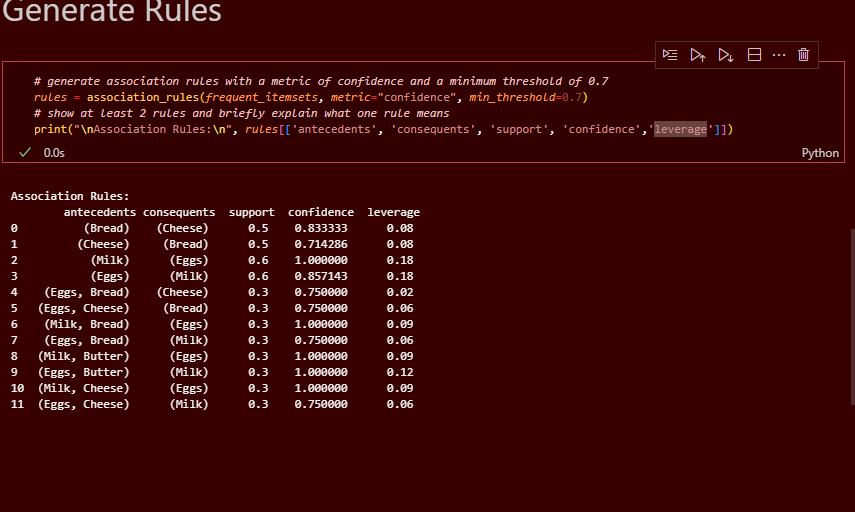 Generate Rules
# generate association rules with a metric of confidence and a minimum threshold of 0.7
rules = association_rules(frequent_itemsets, metric="confidence", min_threshold=0.7)
# show at least 2 rules and briefly explain what one rule means
print("\nAssociation Rules:\n", rules[['antecedents', 'consequents', 'support', 'confidence','leverage']])
0.0s
Python
Association Rules:
antecedents consequents support confidence leverage
0 (Bread) (Cheese) 0.5 0.833333 0.08
1 (Cheese) (Bread) 0.5 0.714286 0.08
2 (Milk) (Eggs) 0.6 1.000000 0.18
3 (Eggs) (Milk) 0.6 0.857143 0.18
4 (Eggs, Bread) (Cheese) 0.3 0.750000 0.02
5 (Eggs, Cheese) (Bread) 0.3 0.750000 0.06
6 (Milk, Bread) (Eggs) 0.3 1.000000 0.09
7 (Eggs, Bread) (Milk) 0.3 0.750000 0.06
8 (Milk, Butter) (Eggs) 0.3 1.000000 0.09
9 (Eggs, Butter) (Milk) 0.3 1.000000 0.12
10 (Milk, Cheese) (Eggs) 0.3 1.000000 0.09
11 (Eggs, Cheese) (Milk) 0.3 0.750000 0.06